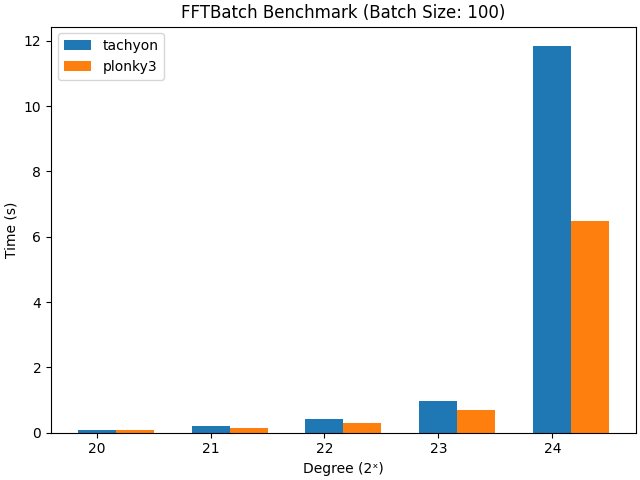 FFTBatch Benchmark (Batch Size: 100)
tachyon
plonky3
12
10
8
6
4
2
0
Time (s)
20 21 22 23 24
Degree (2ˣ)